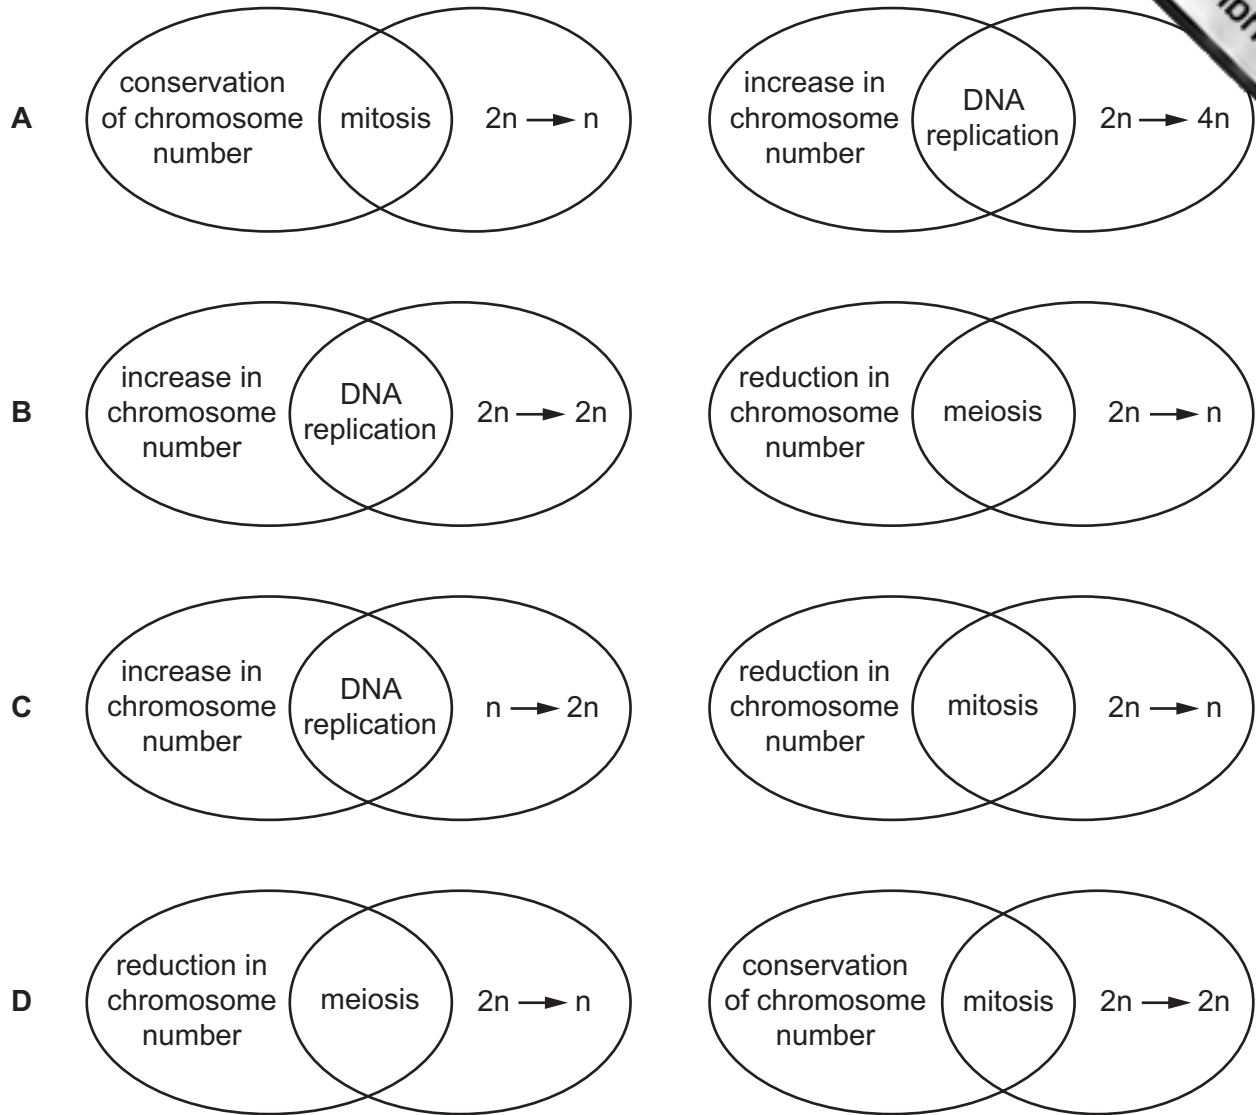 A
conservation
of chromosome
number
mitosis
2n → n
increase in
chromosome
number
DNA
replication
2n → 4n
B
increase in
chromosome
number
DNA
replication
2n → 2n
reduction in
chromosome
number
meiosis
2n → n
C
increase in
chromosome
number
DNA
replication
n → 2n
reduction in
chromosome
number
mitosis
2n → n
D
reduction in
chromosome
number
meiosis
2n → n
conservation
of chromosome
number
mitosis
2n → 2n